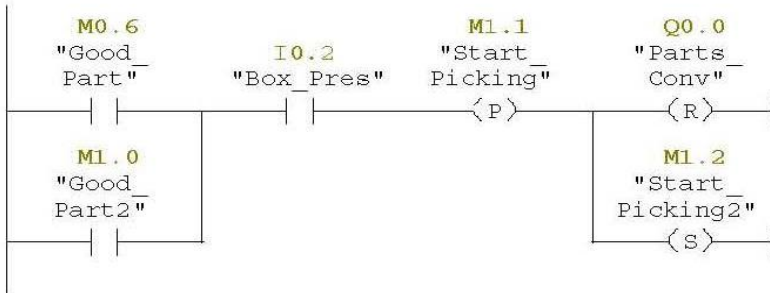 M0.6
"Good_
Part"
I0.2
"Box_Pres"
M1.1
"Start_
Picking"
(P)
Q0.0
"Parts_
Conv"
(R)
M1.0
"Good_
Part2"
M1.2
"Start_
Picking2"
(S)